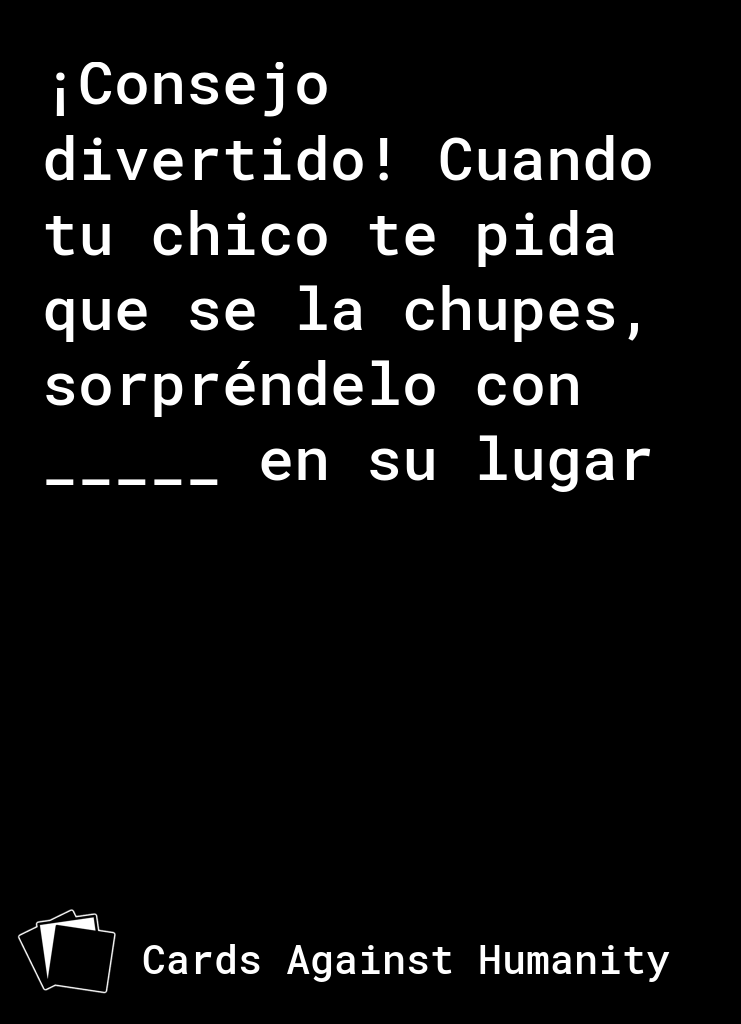 ¡Consejo
divertido! Cuando
tu chico te pida
que se la chupes,
sorpréndelo con
_____ en su lugar
Cards Against Humanity